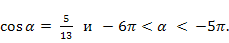 cos α = 5/13 и − 6π < α < −5π.